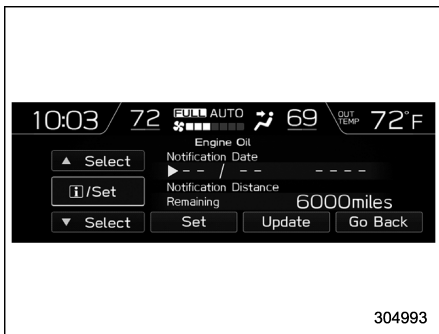 10:03 / 72 FULL AUTO 69 OUT TEMP 72°F
Engine Oil
▲ Select
Notification Date
▶-- / -- ----
i/Set
Notification Distance
Remaining 6000miles
▼ Select Set Update Go Back
304993